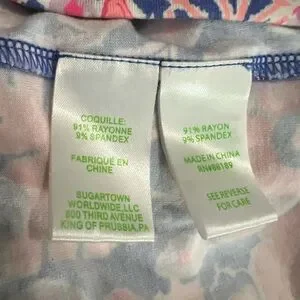 COQUILLE:
91% RAYONNE
9% SPANDEX
FABRIQUÉ EN
CHINE
SUGARTOWN
WORLDWIDE, LLC
800 THIRD AVENUE
KING OF PRUSSIA, PA
91% RAYON
9% SPANDEX
MADE IN CHINA
RN#88189
SEE REVERSE
FOR CARE